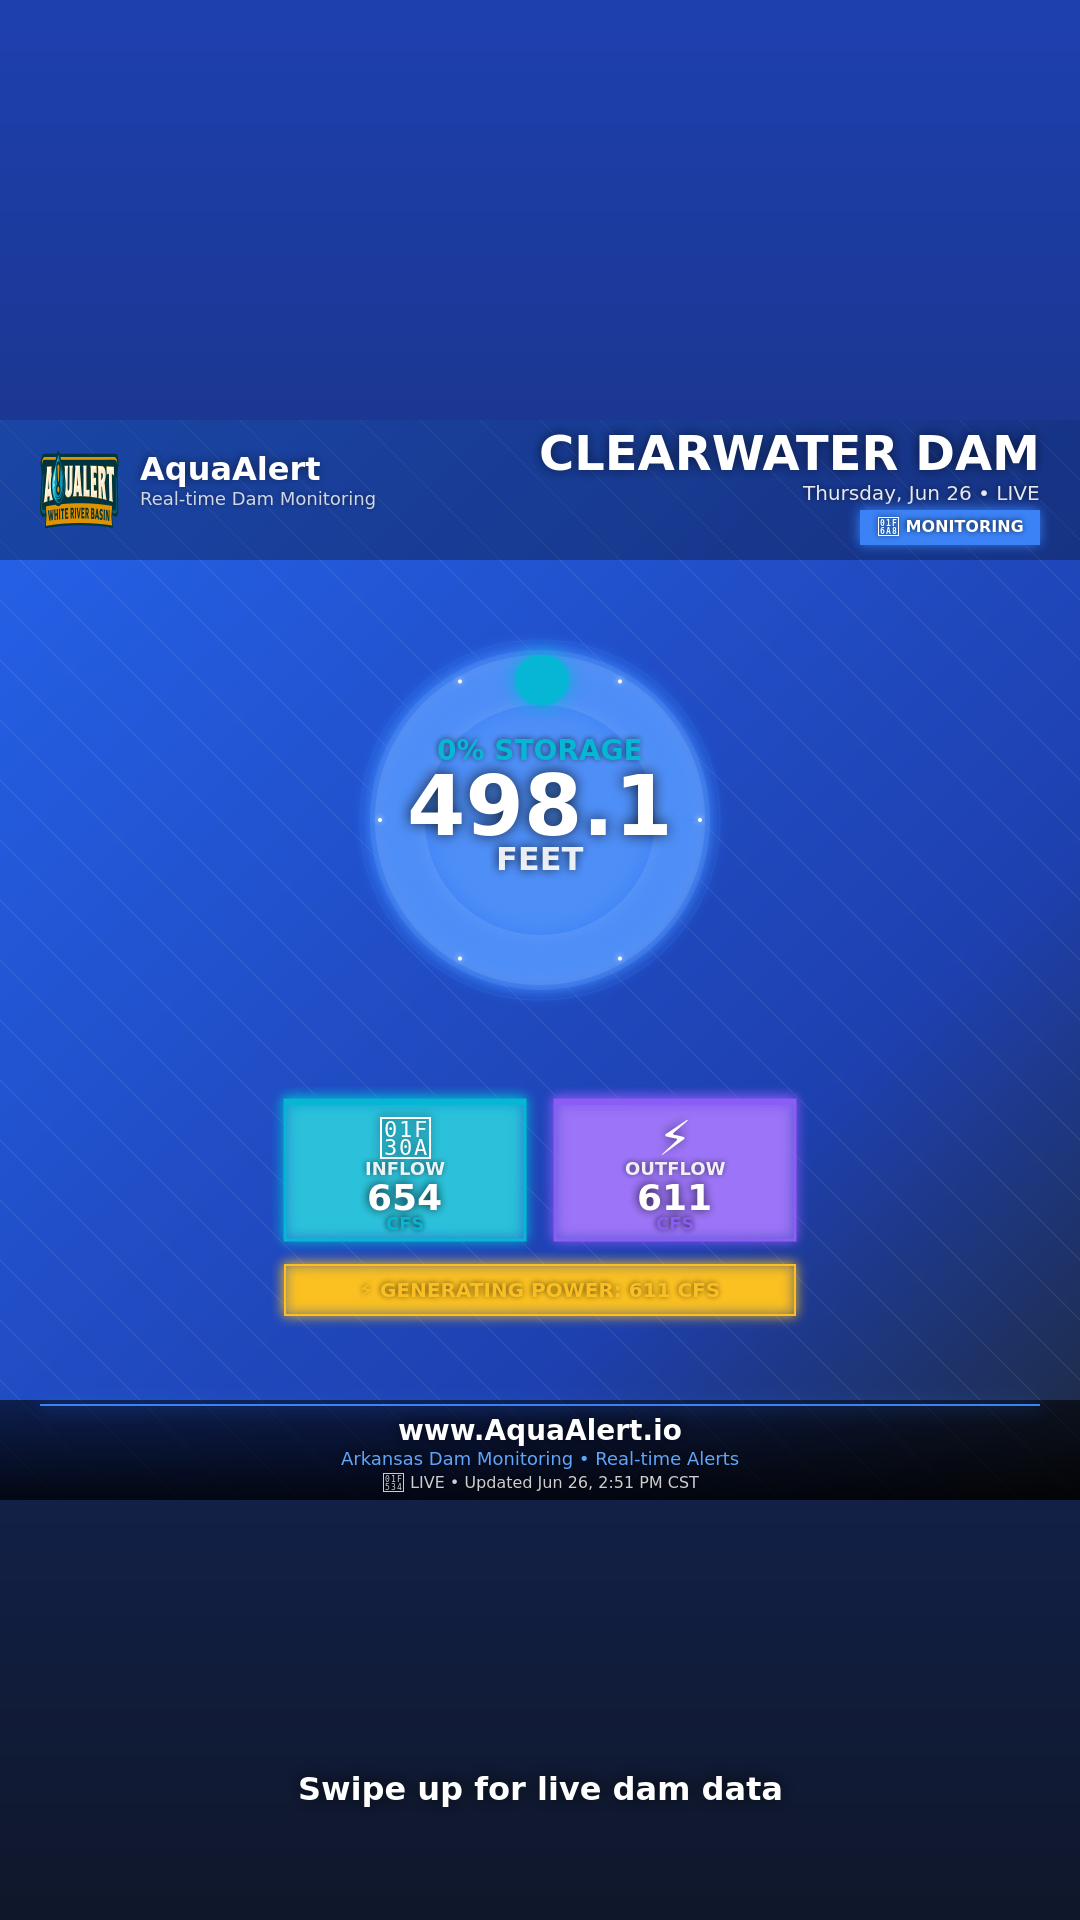 AQUALERT
WHITE RIVER BASIN
AquaAlert
Real-time Dam Monitoring
CLEARWATER DAM
Thursday, Jun 26 • LIVE
MONITORING
0% STORAGE
498.1
FEET
INFLOW
654
CFS
⚡
OUTFLOW
611
CFS
⚡ GENERATING POWER: 611 CFS
www.AquaAlert.io
Arkansas Dam Monitoring • Real-time Alerts
LIVE • Updated Jun 26, 2:51 PM CST
Swipe up for live dam data